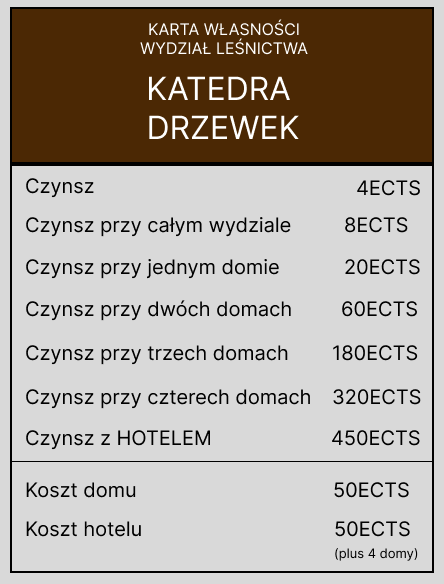 KARTA WŁASNOŚCI
WYDZIAŁ LEŚNICTWA
KATEDRA
DRZEWEK
Czynsz 4ECTS
Czynsz przy całym wydziale 8ECTS
Czynsz przy jednym domie 20ECTS
Czynsz przy dwóch domach 60ECTS
Czynsz przy trzech domach 180ECTS
Czynsz przy czterech domach 320ECTS
Czynsz z HOTELEM 450ECTS
Koszt domu 50ECTS
Koszt hotelu 50ECTS
(plus 4 domy)